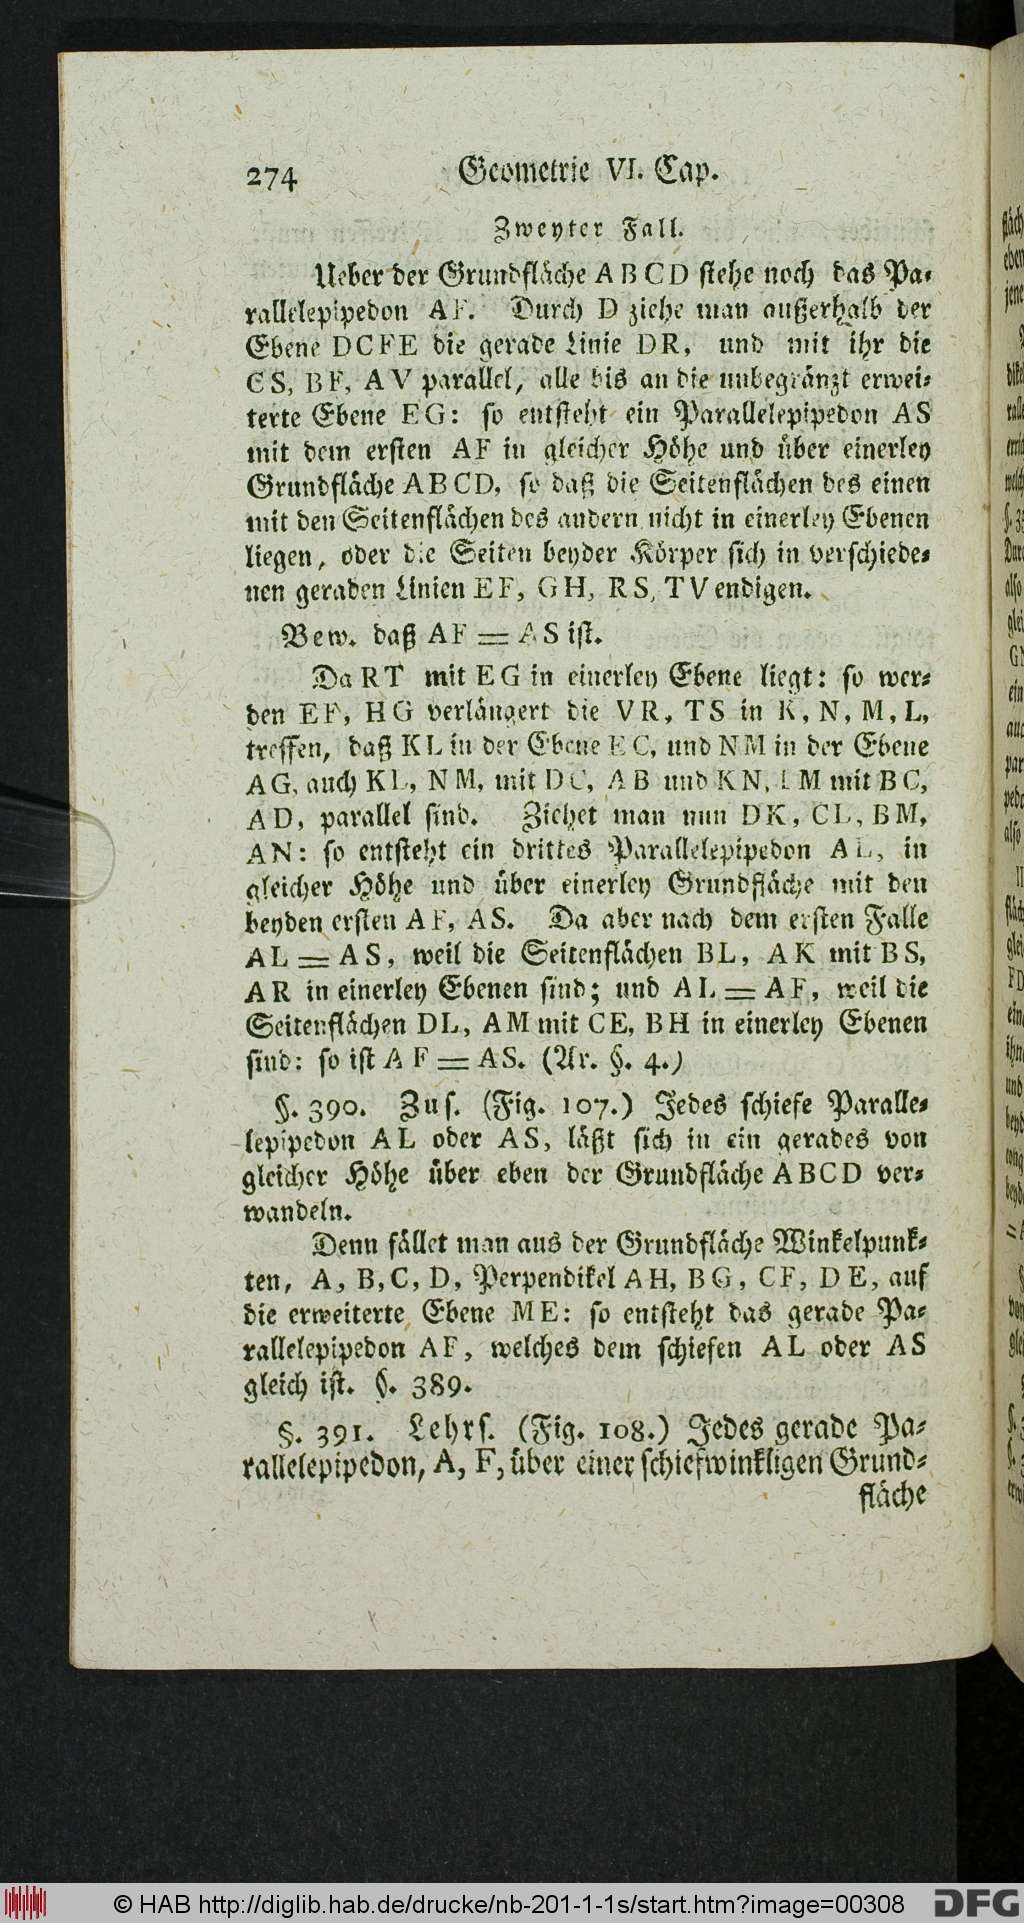 274 Geometrie VI. Cap.
Zweyter Fall.
Ueber der Grundfläche ABCD stehe noch das Pa-
rallelepipedon AF. Durch D ziehe man außerhalb der
Ebene DCFE die gerade Linie DR, und mit ihr die
CS, BF, AV parallel, alle bis an die unbegränzt erwei-
terte Ebene EG: so entsteht ein Parallelepipedon AS
mit dem ersten AF in gleicher Höhe und über einerley
Grundfläche ABCD, so daß die Seitenflächen des einen
mit den Seitenflächen des andern nicht in einerley Ebenen
liegen, oder die Seiten beyder Körper sich in verschiede-
nen geraden Linien EF, GH, RS, TV endigen.
Bew. daß AF = AS ist.
Da RT mit EG in einerley Ebene liegt: so wer-
den EF, HG verlängert die VR, TS in K, N, M, L,
treffen, daß KL in der Ebene EC, und NM in der Ebene
AG, auch KL, NM, mit DC, AB und KN, LM mit BC,
AD, parallel sind. Ziehet man nun DK, CL, BM,
AN: so entsteht ein drittes Parallelepipedon AL, in
gleicher Höhe und über einerley Grundfläche mit den
beyden ersten AF, AS. Da aber nach dem ersten Falle
AL = AS, weil die Seitenflächen BL, AK mit BS,
AR in einerley Ebenen sind; und AL = AF, weil die
Seitenflächen DL, AM mit CE, BH in einerley Ebenen
sind: so ist AF = AS. (Ar. §. 4.)
§. 390. Zus. (Fig. 107.) Jedes schiefe Paralle-
lepipedon AL oder AS, läßt sich in ein gerades von
gleicher Höhe über eben der Grundfläche ABCD ver-
wandeln.
Denn fället man aus der Grundfläche Winkelpunk-
ten, A, B, C, D, Perpendikel AH, BG, CF, DE, auf
die erweiterte Ebene ME: so entsteht das gerade Pa-
rallelepipedon AF, welches dem schiefen AL oder AS
gleich ist. §. 389.
§. 391. Lehrs. (Fig. 108.) Jedes gerade Pa-
rallelepipedon, A, F, über einer schiefwinkligen Grund-
fläche
© HAB http://diglib.hab.de/drucke/nb-201-1-1s/start.htm?image=00308 DFG